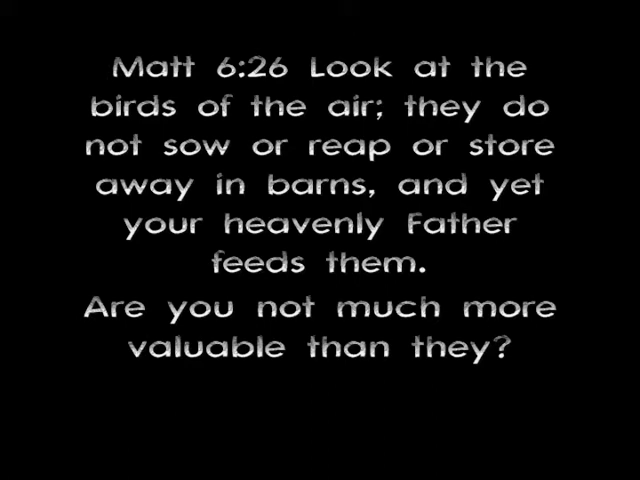 Matt 6:26 Look at the
birds of the air; they do
not sow or reap or store
away in barns, and yet
your heavenly Father
feeds them.
Are you not much more
valuable than they?